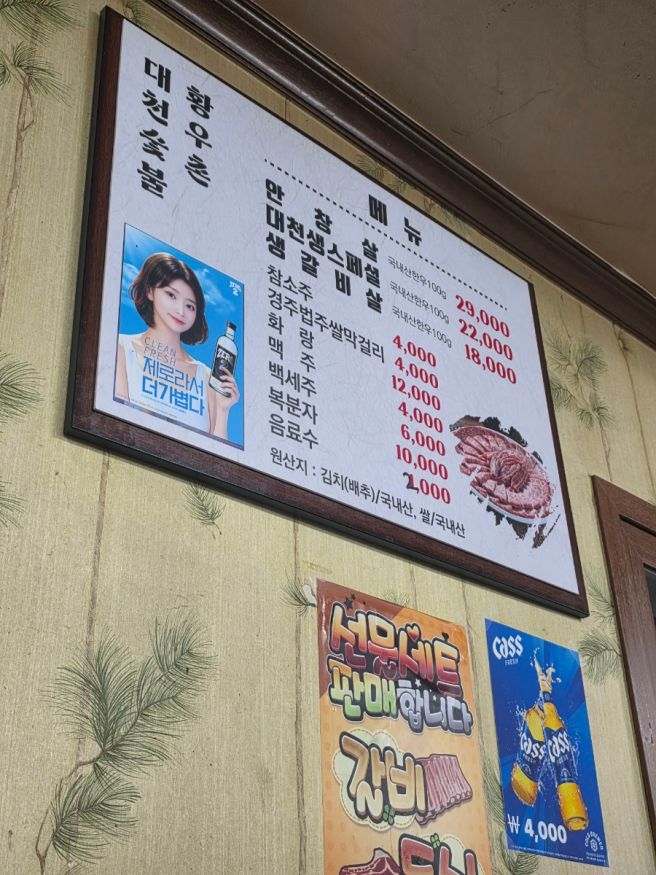 대천숯불
황우촌
메뉴
안창살 국내산한우100g 29,000
대천생스페셜 국내산한우100g 22,000
생갈비살 국내산한우100g 18,000
참소주 4,000
경주법주쌀막걸리 4,000
화랑 12,000
맥주 4,000
백세주 6,000
복분자 10,000
음료수 2,000
원산지 : 김치(배추)/국내산, 쌀/국내산
CLEAN
FRESH
제로라서
더가볍다
ZERO
선물세트
판매합니다
갈비
Cass
FRESH
Cass
Cass
₩ 4,000